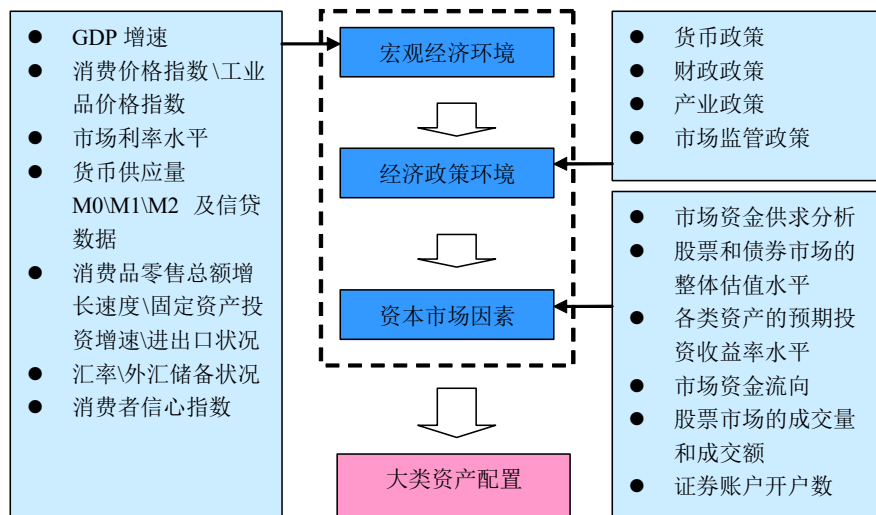 ● GDP 增速
● 消费价格指数\工业
品价格指数
● 市场利率水平
● 货币供应量
M0\M1\M2 及信贷
数据
● 消费品零售总额增
长速度\固定资产投
资增速\进出口状况
● 汇率\外汇储备状况
● 消费者信心指数
宏观经济环境
经济政策环境
资本市场因素
大类资产配置
● 货币政策
● 财政政策
● 产业政策
● 市场监管政策
● 市场资金供求分析
● 股票和债券市场的
整体估值水平
● 各类资产的预期投
资收益率水平
● 市场资金流向
● 股票市场的成交量
和成交额
● 证券账户开户数